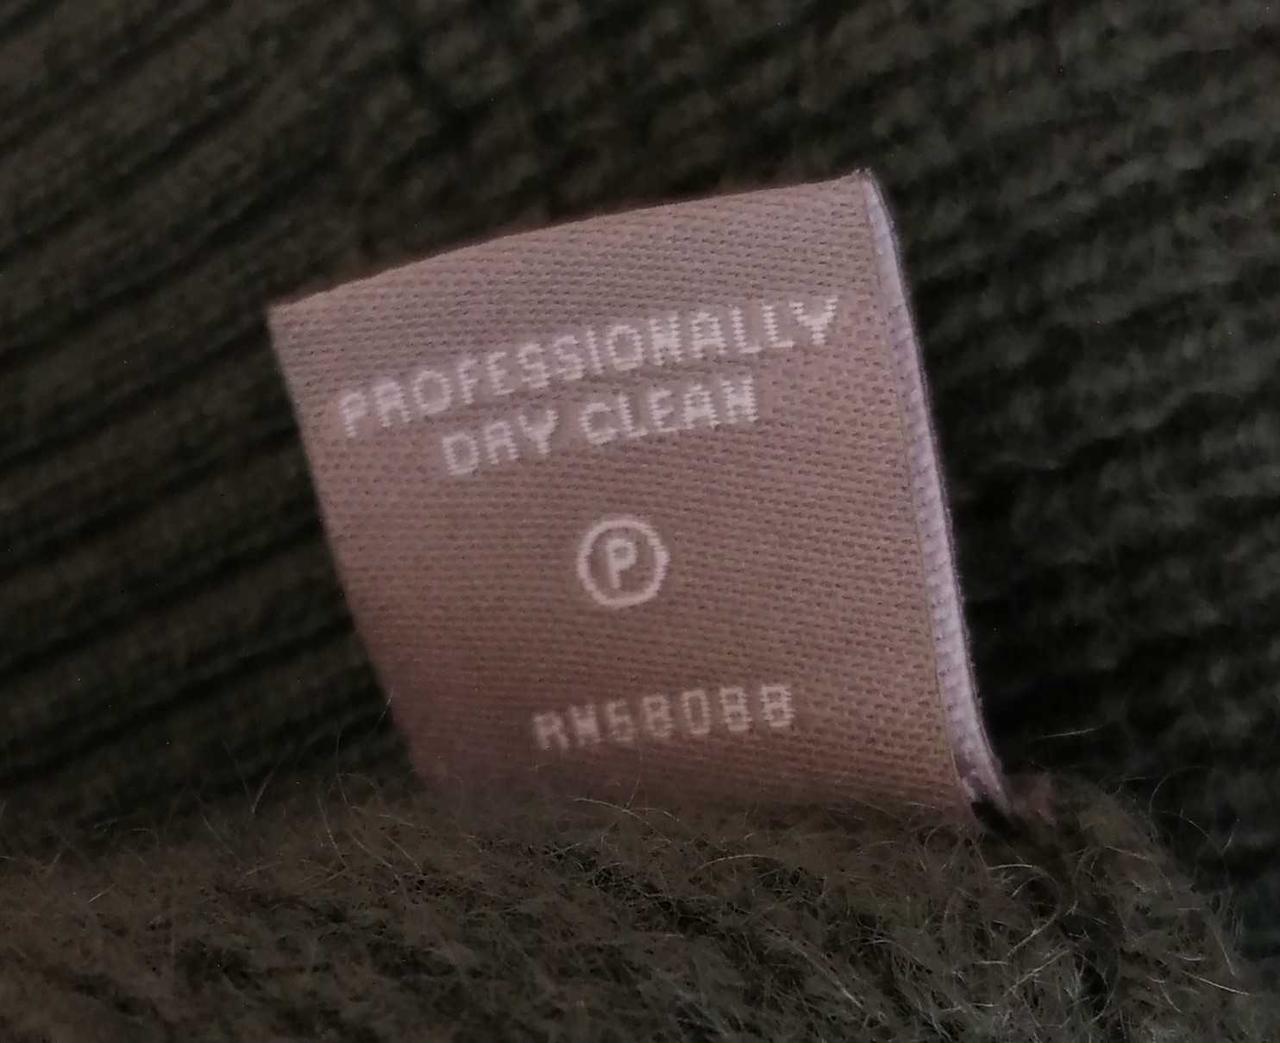 PROFESSIONALLY
DRY CLEAN
P
RN58088